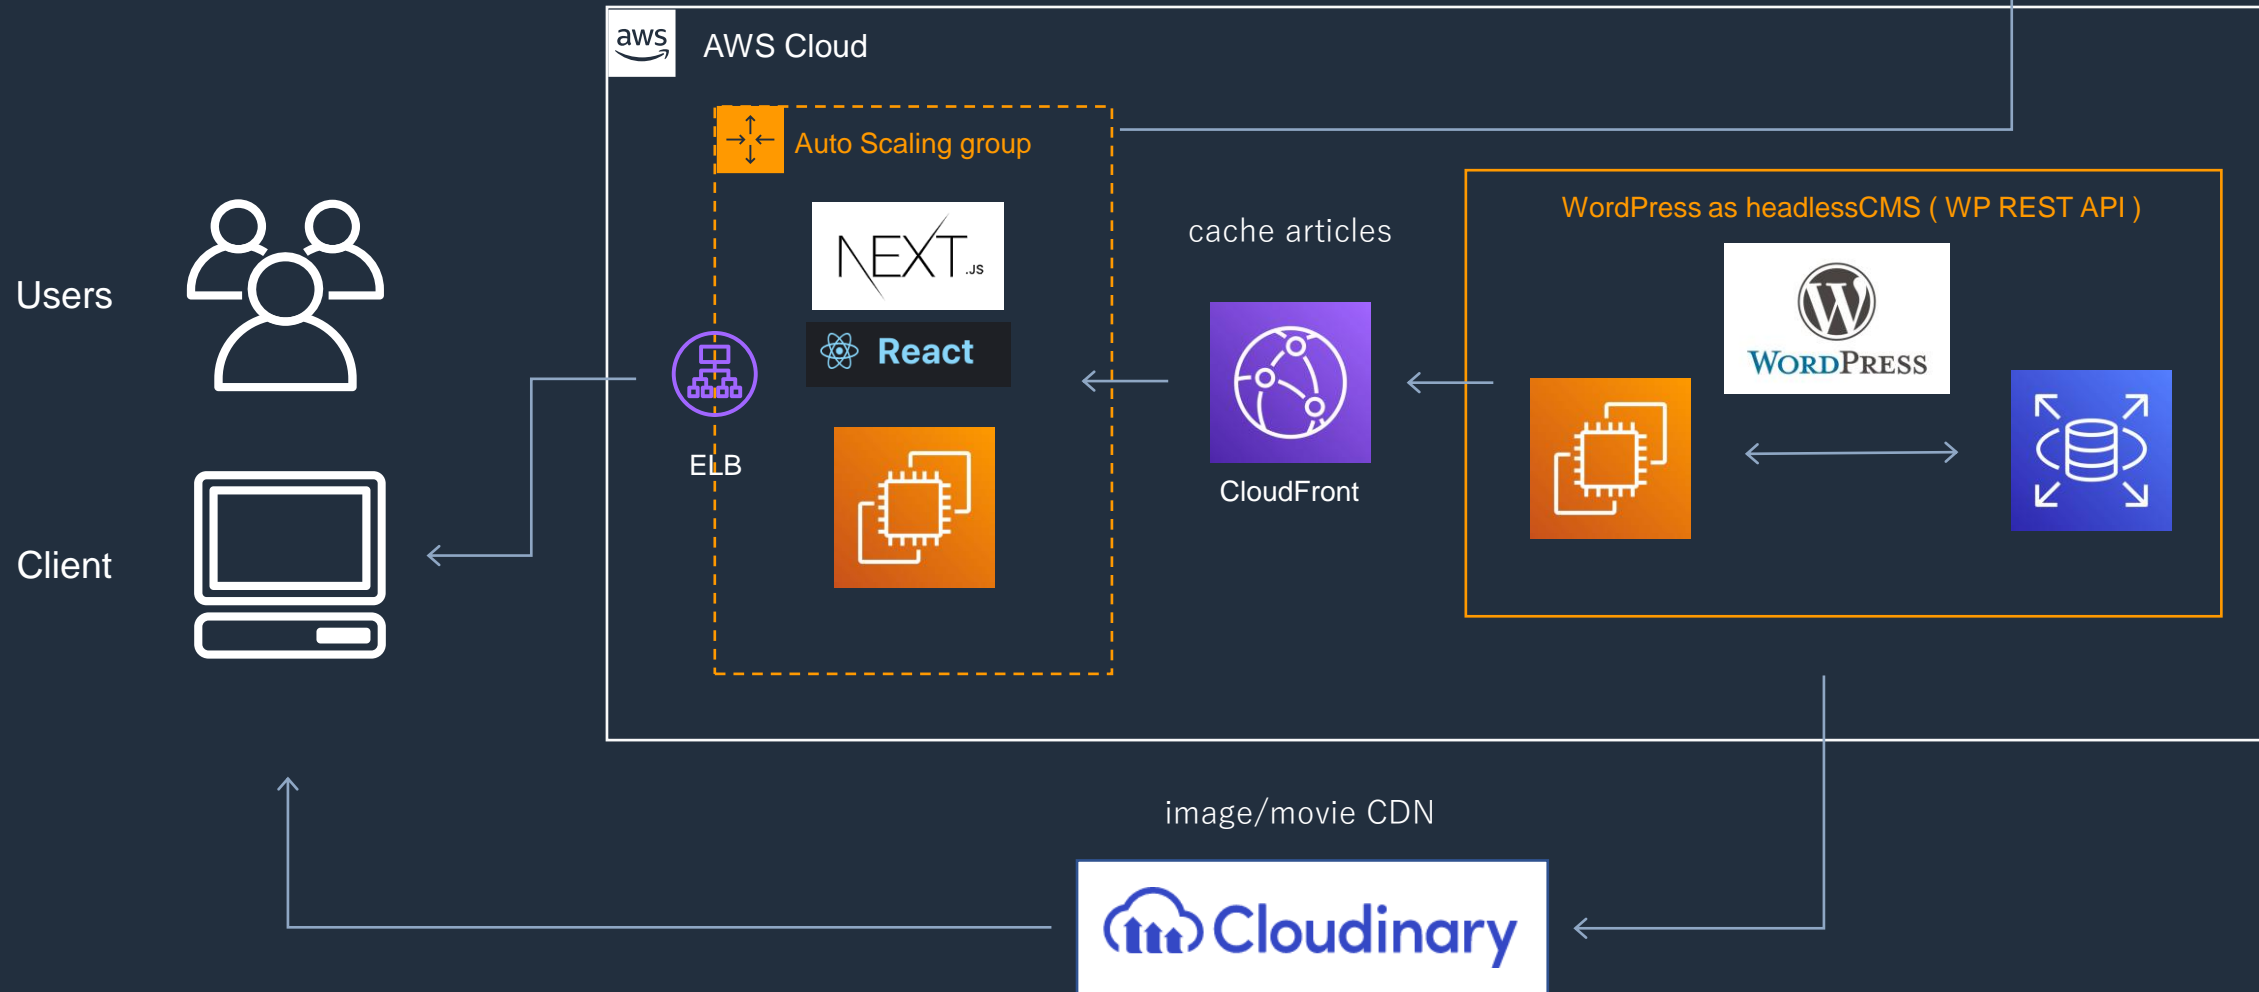 aws
AWS Cloud
Auto Scaling group
NEXT.JS
React
ELB
cache articles
CloudFront
WordPress as headlessCMS ( WP REST API )
W
WORDPRESS
Users
Client
image/movie CDN
Cloudinary